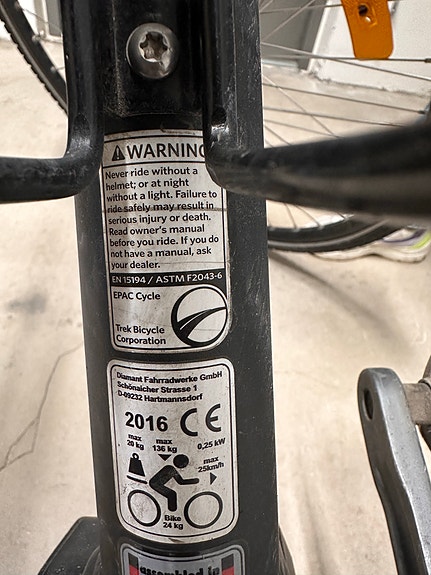 WARNING
Never ride without a
helmet; or at night
without a light. Failure to
ride safely may result in
serious injury or death.
Read owner's manual
before you ride. If you do
not have a manual, ask
your dealer.
EN 15194 / ASTM F2043-6
EPAC Cycle
Trek Bicycle
Corporation
Diamant Fahrradwerke GmbH
Schönaicher Strasse 1
D-09232 Hartmannsdorf
2016 CE
max
20 kg
max
136 kg
0,25 kW
max
25km/h
Bike
24 kg
assembled in